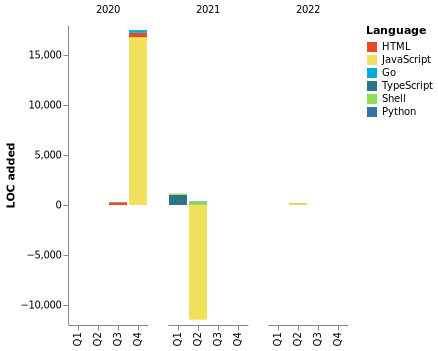 2020 2021 2022
Language
HTML
JavaScript
Go
TypeScript
Shell
Python
LOC added
15,000
10,000
5,000
0
−5,000
−10,000
Q1 Q2 Q3 Q4 Q1 Q2 Q3 Q4 Q1 Q2 Q3 Q4